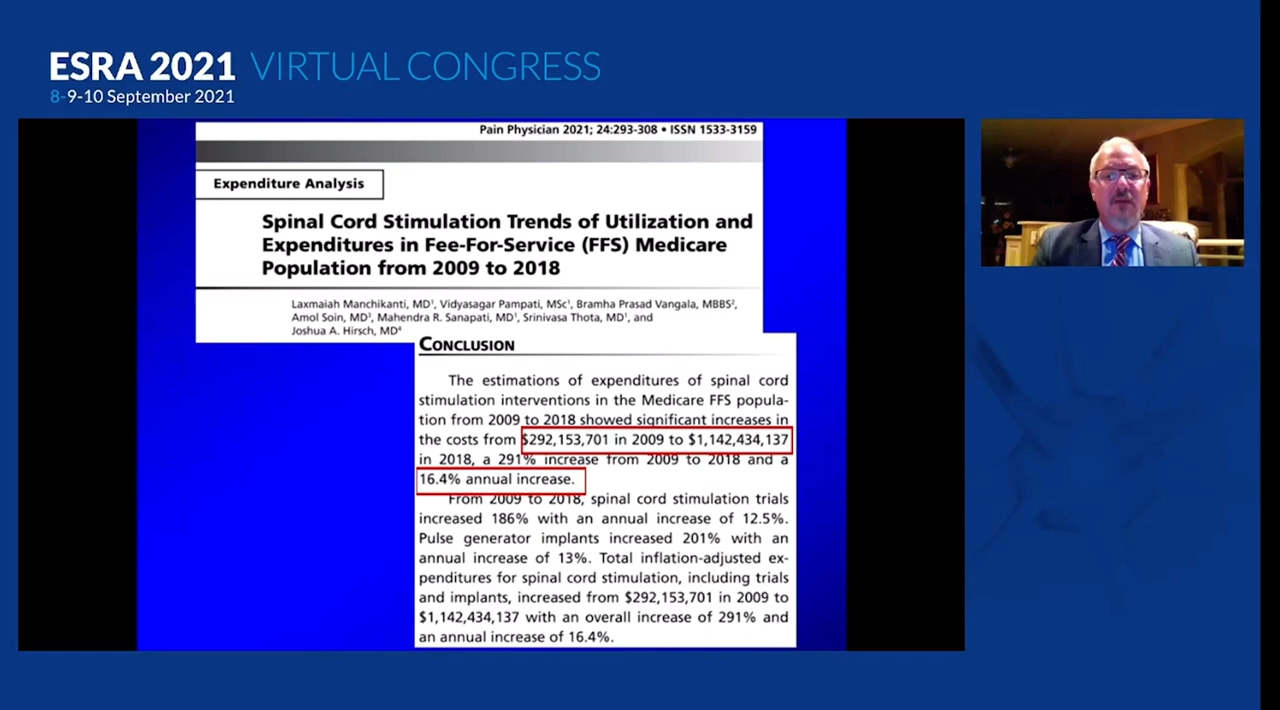 ESRA 2021 VIRTUAL CONGRESS
8-9-10 September 2021
Pain Physician 2021; 24:293-308 • ISSN 1533-3159
Expenditure Analysis
Spinal Cord Stimulation Trends of Utilization and
Expenditures in Fee-For-Service (FFS) Medicare
Population from 2009 to 2018
Laxmaiah Manchikanti, MD¹, Vidyasagar Pampati, MSc¹, Bramha Prasad Vangala, MBBS²,
Amol Soin, MD³, Mahendra R. Sanapati, MD¹, Srinivasa Thota, MD¹, and
Joshua A. Hirsch, MD⁴
CONCLUSION
The estimations of expenditures of spinal cord
stimulation interventions in the Medicare FFS popula-
tion from 2009 to 2018 showed significant increases in
the costs from $292,153,701 in 2009 to $1,142,434,137
in 2018, a 291% increase from 2009 to 2018 and a
16.4% annual increase.
From 2009 to 2018, spinal cord stimulation trials
increased 186% with an annual increase of 12.5%.
Pulse generator implants increased 201% with an
annual increase of 13%. Total inflation-adjusted ex-
penditures for spinal cord stimulation, including trials
and implants, increased from $292,153,701 in 2009 to
$1,142,434,137 with an overall increase of 291% and
an annual increase of 16.4%.